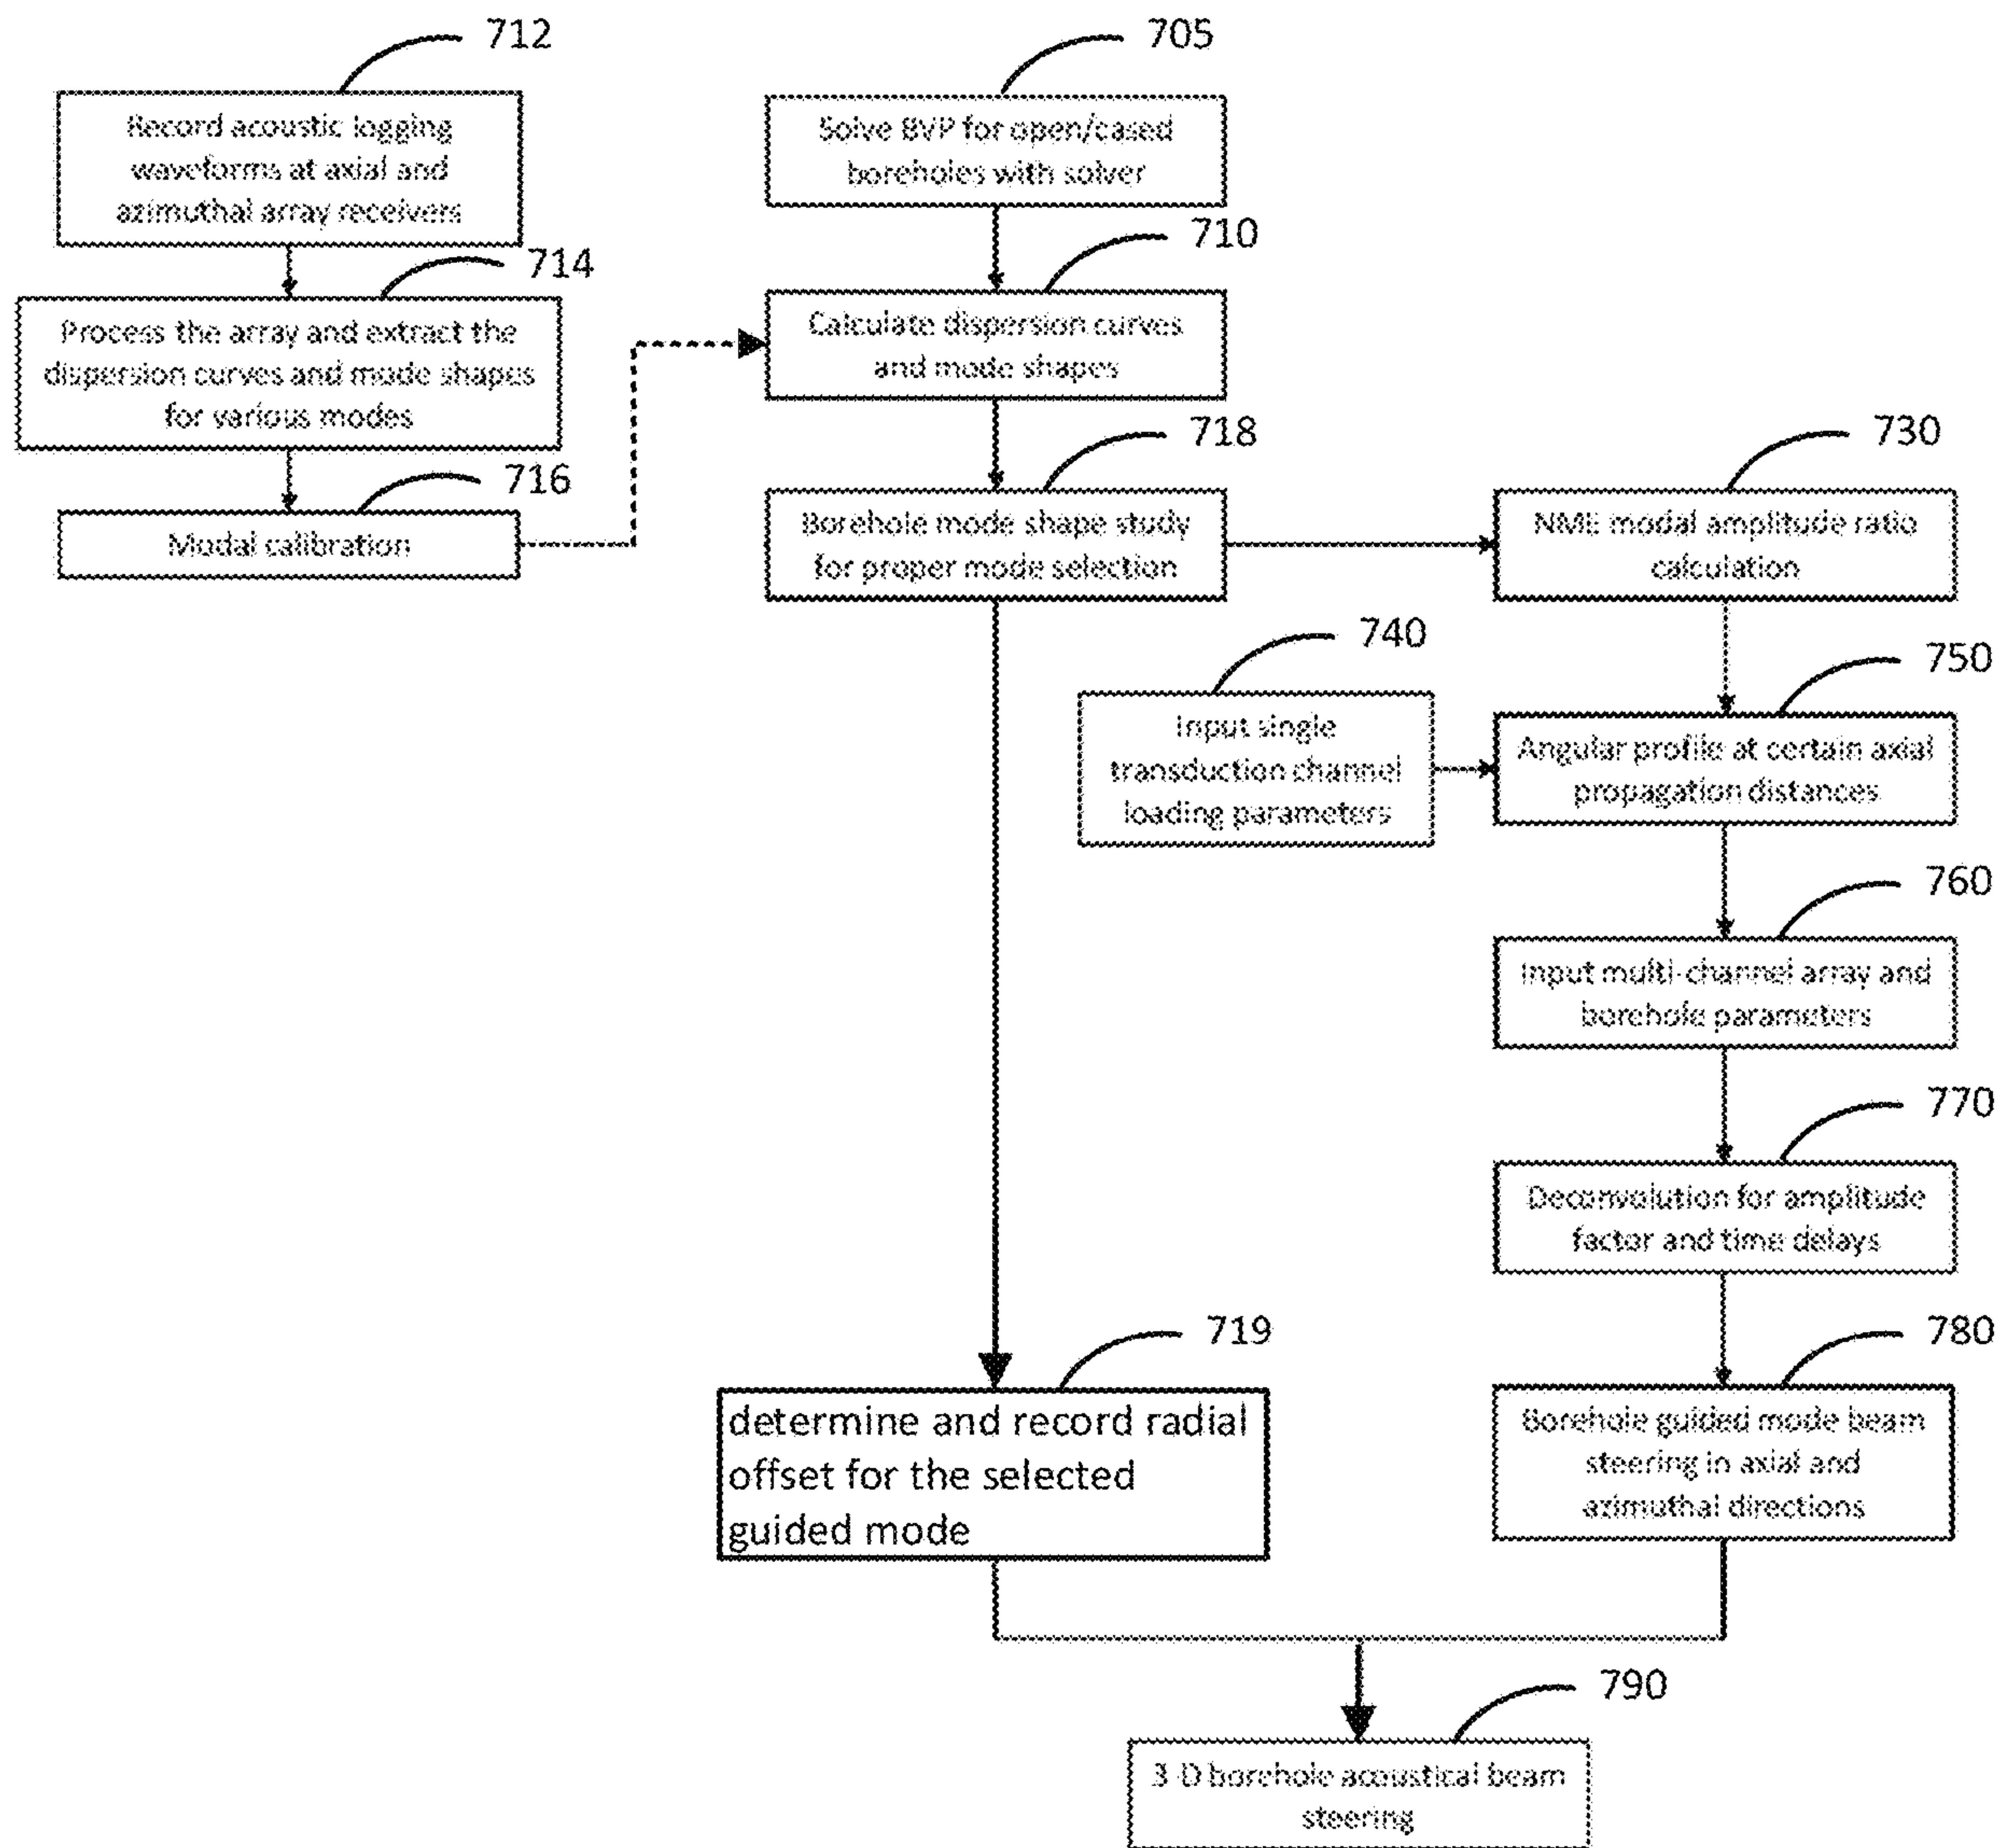 712
Record acoustic logging
waveforms at axial and
azimuthal array receivers
714
Process the array and extract the
dispersion curves and mode shapes
for various modes
716
Modal calibration
705
Solve BVP for open/cased
boreholes with solver
710
Calculate dispersion curves
and mode shapes
718
Borehole mode shape study
for proper mode selection
730
NME modal amplitude ratio
calculation
740
Input single
transduction channel
loading parameters
750
Angular profile at certain axial
propagation distances
760
Input multi-channel array and
borehole parameters
770
Deconvolution for amplitude
factor and time delays
719
determine and record radial
offset for the selected
guided mode
780
Borehole guided mode beam
steering in axial and
azimuthal directions
790
3-D borehole acoustical beam
steering